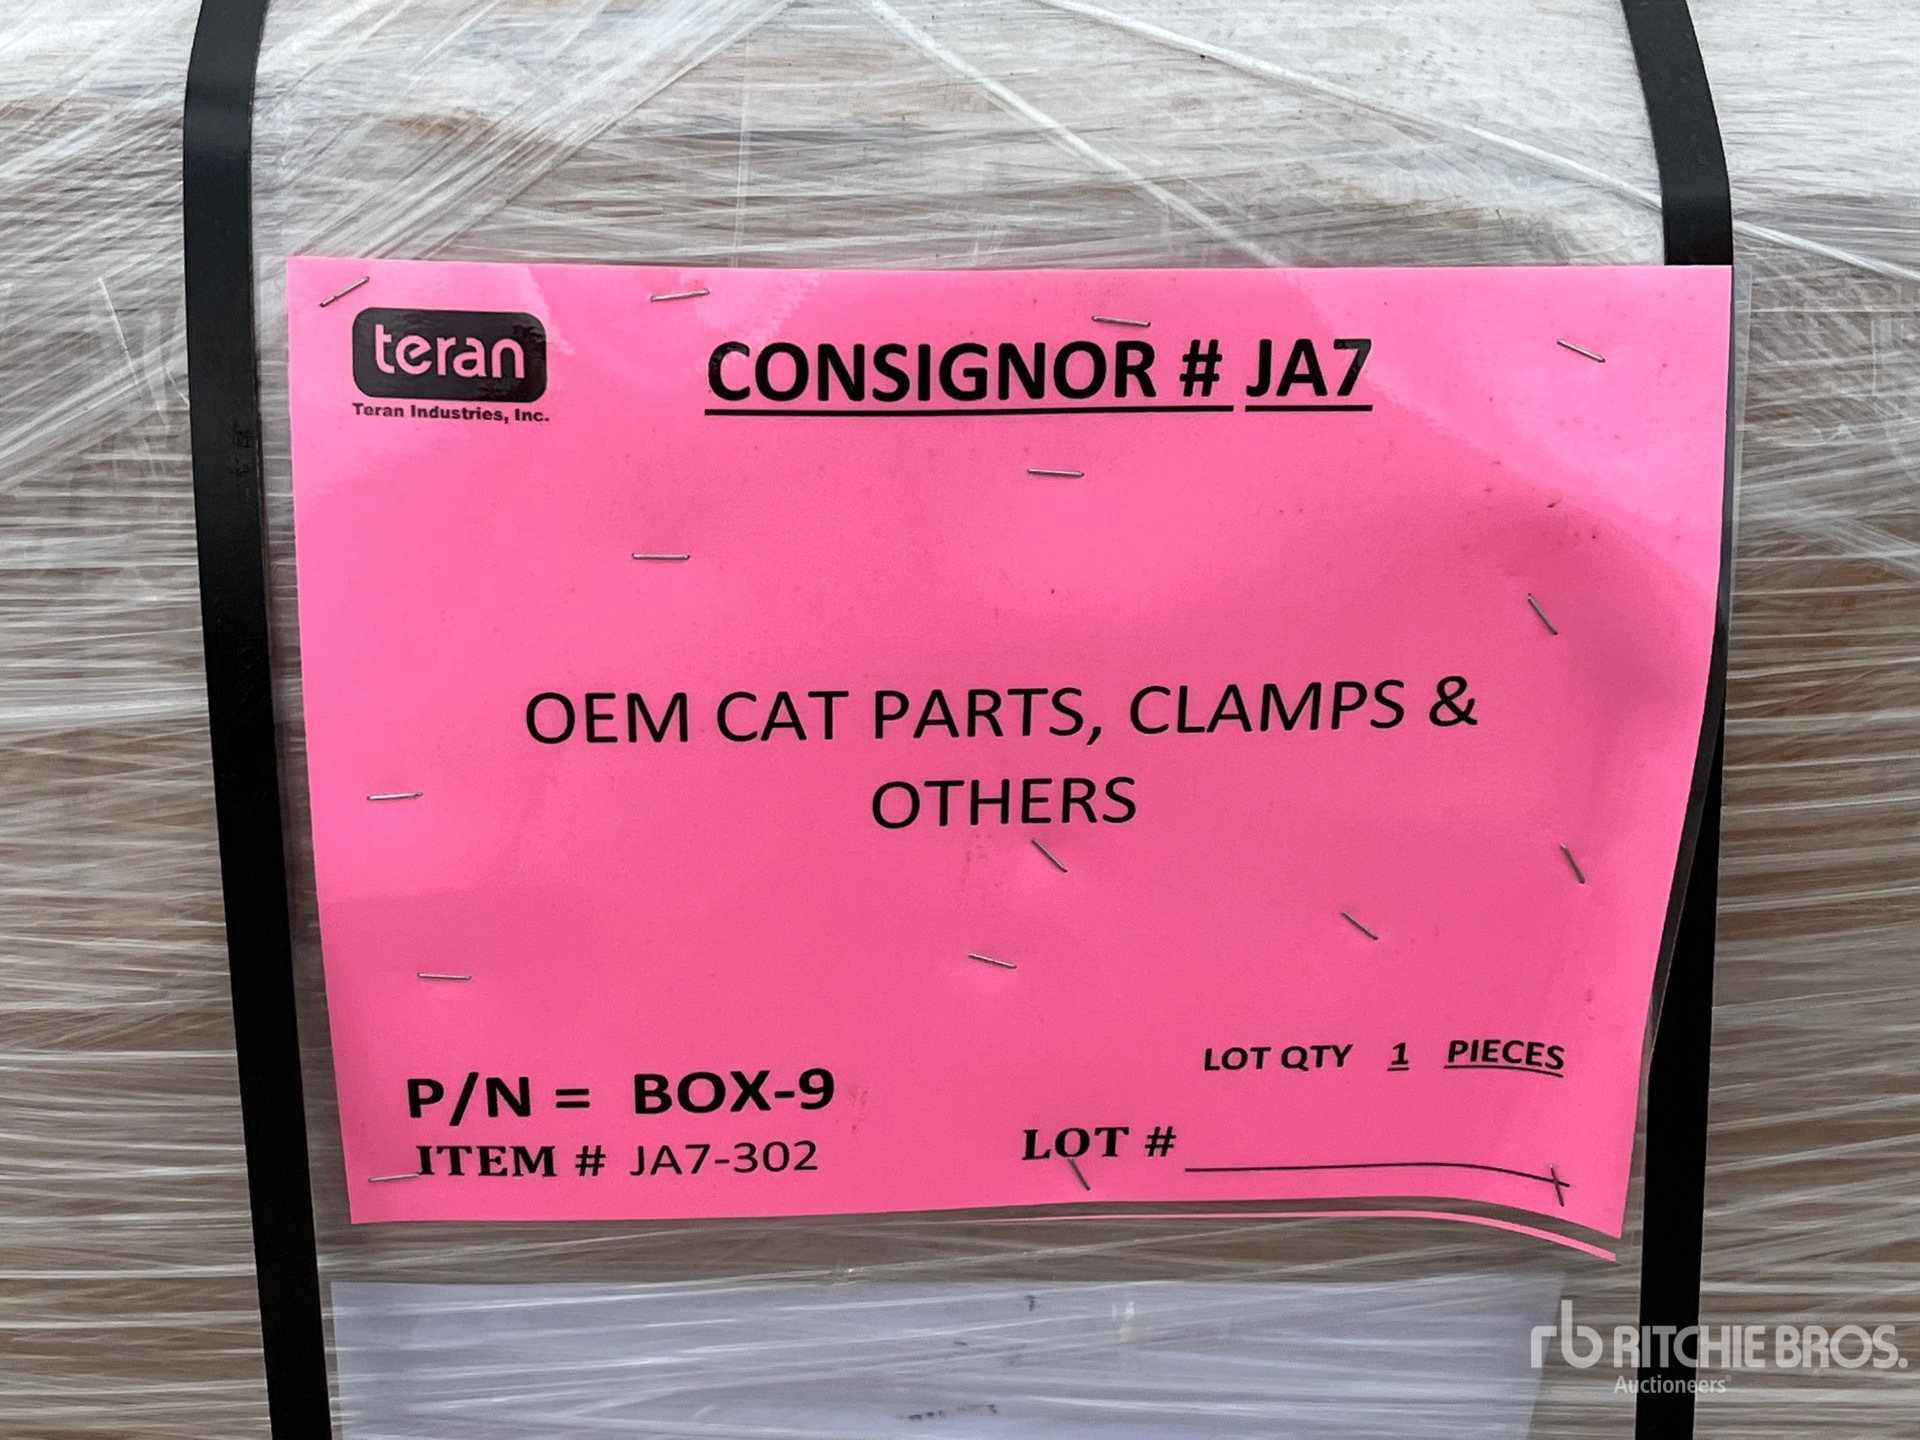 teran
Teran Industries, Inc.
CONSIGNOR # JA7
OEM CAT PARTS, CLAMPS &
OTHERS
LOT QTY 1 PIECES
P/N = BOX-9
ITEM # JA7-302
LOT #
rb RITCHIE BROS.
Auctioneers